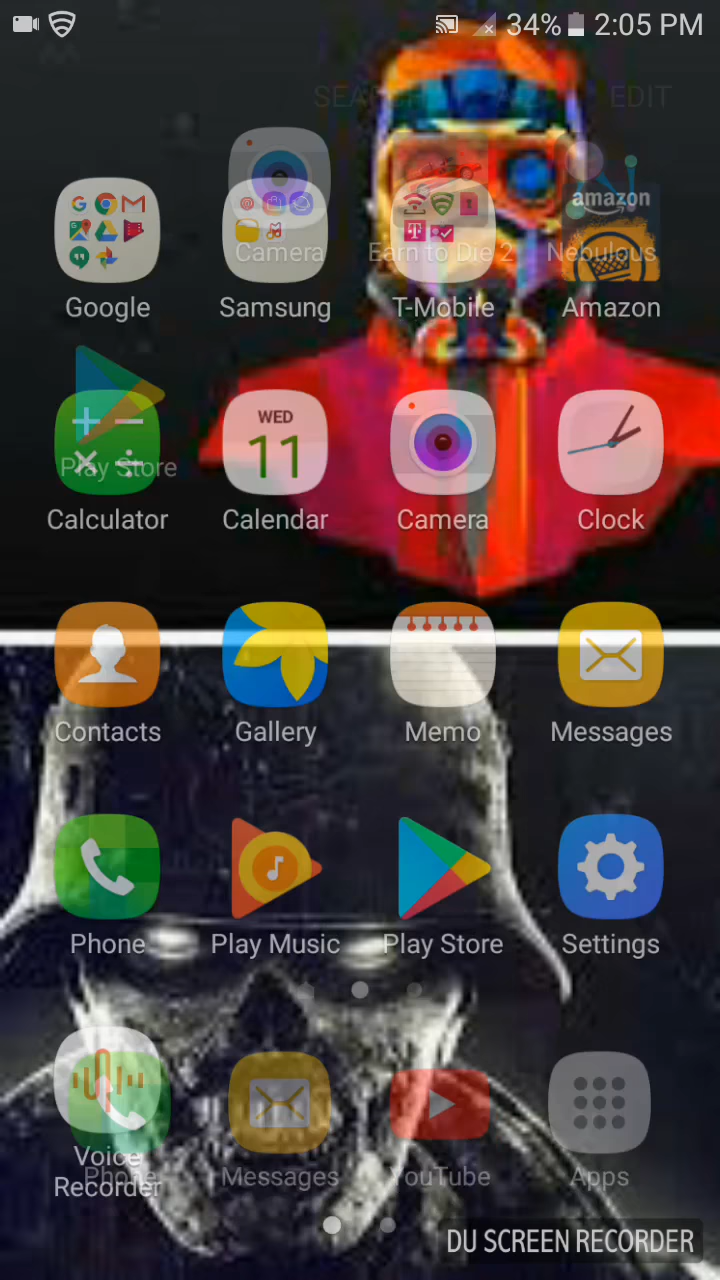 34% 2:05 PM
SEARCH EDIT
amazon
Camera Earn to Die 2 Nebulous
Google Samsung T-Mobile Amazon
WED
11
Play Store
Calculator Calendar Camera Clock
Contacts Gallery Memo Messages
Phone Play Music Play Store Settings
Voice
Recorder
Phone Messages YouTube Apps
DU SCREEN RECORDER